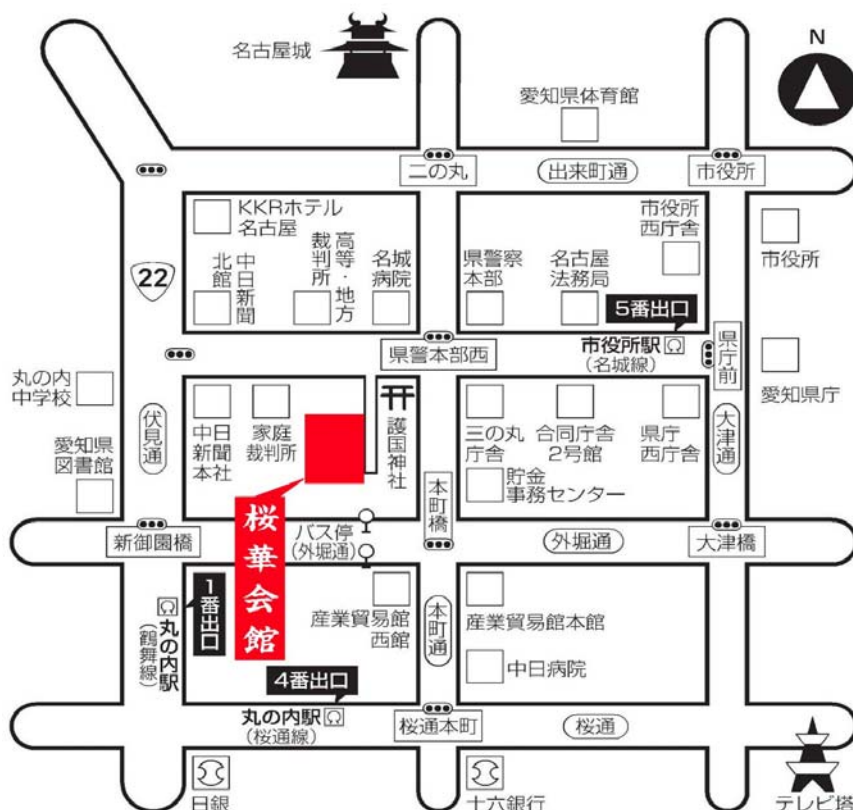 名古屋城
N
愛知県体育館
二の丸
出来町通
市役所
KKRホテル
名古屋
市役所
西庁舎
市役所
22
北館
中日新聞
裁判所
高等・地方
名城
病院
県警察
本部
名古屋
法務局
5番出口
市役所駅
(名城線)
県警本部西
県庁前
愛知県庁
丸の内
中学校
愛知県
図書館
伏見通
中日
新聞
本社
家庭
裁判所
護国神社
三の丸
庁舎
合同庁舎
2号館
県庁
西庁舎
大津通
貯金
事務センター
本町橋
桜華会館
バス停
(外堀通)
新御園橋
外堀通
大津橋
1番出口
丸の内駅
(鶴舞線)
産業貿易館
西館
本町通
産業貿易館本館
中日病院
4番出口
丸の内駅
(桜通線)
桜通本町
桜通
日銀
十六銀行
テレビ塔